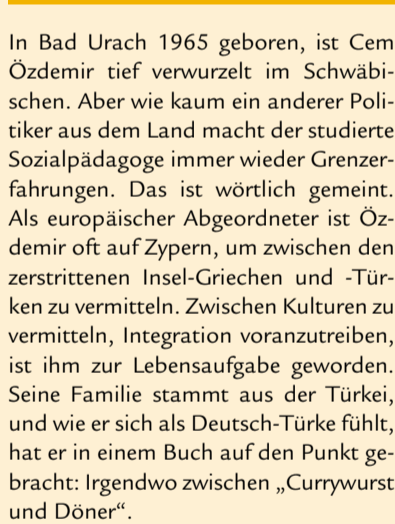 In Bad Urach 1965 geboren, ist Cem
Özdemir tief verwurzelt im Schwäbi-
schen. Aber wie kaum ein anderer Poli-
tiker aus dem Land macht der studierte
Sozialpädagoge immer wieder Grenzer-
fahrungen. Das ist wörtlich gemeint.
Als europäischer Abgeordneter ist Öz-
demir oft auf Zypern, um zwischen den
zerstrittenen Insel-Griechen und -Tür-
ken zu vermitteln. Zwischen Kulturen zu
vermitteln, Integration voranzutreiben,
ist ihm zur Lebensaufgabe geworden.
Seine Familie stammt aus der Türkei,
und wie er sich als Deutsch-Türke fühlt,
hat er in einem Buch auf den Punkt ge-
bracht: Irgendwo zwischen „Currywurst
und Döner“.